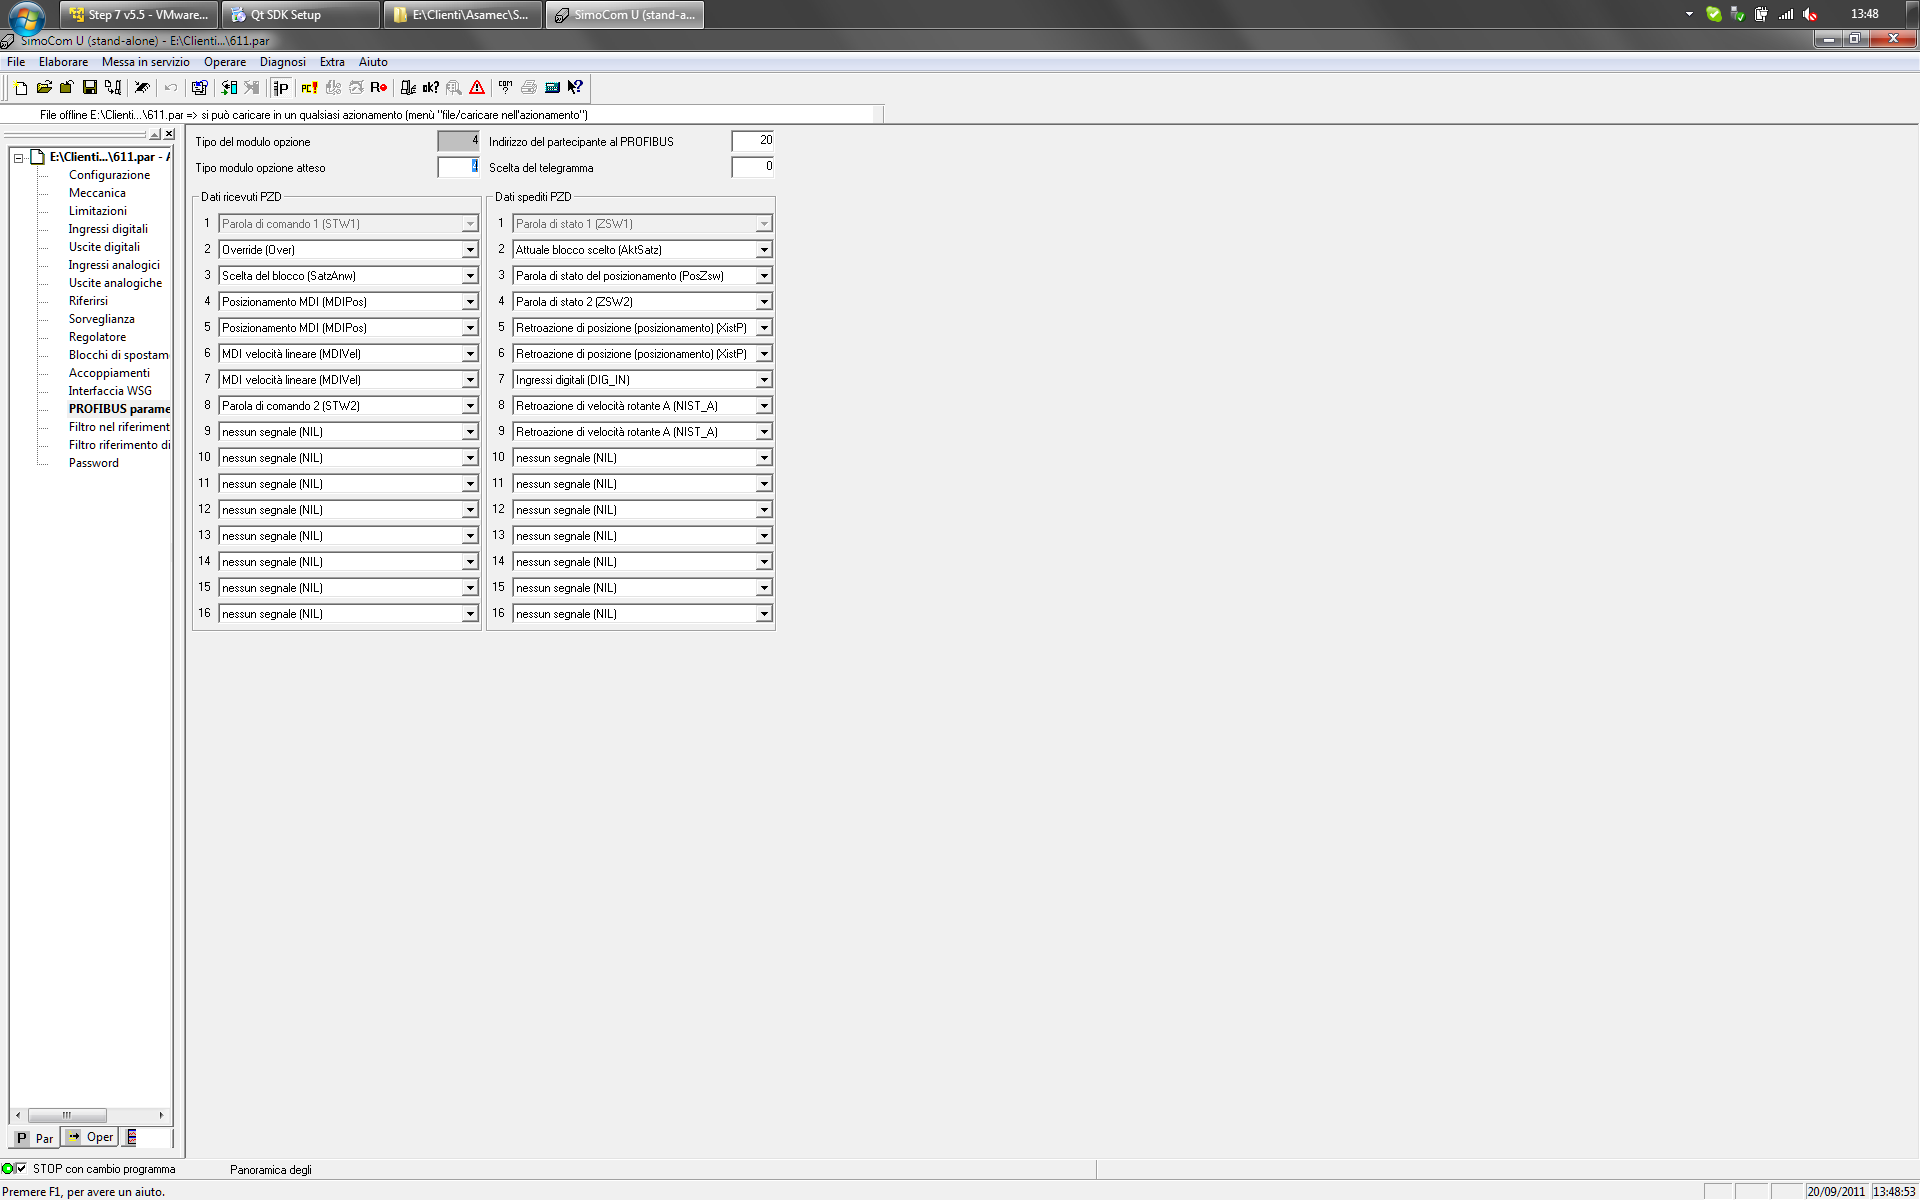 Step 7 v5.5 - VMware...
Qt SDK Setup
E:\Clienti\Asamec\S...
SimoCom U (stand-a...
13:48
SimoCom U (stand-alone) - E:\Clienti...\611.par
File Elaborare Messa in servizio Operare Diagnosi Extra Aiuto
File offline E:\Clienti...\611.par => si può caricare in un qualsiasi azionamento (menù "file/caricare nell'azionamento")
E:\Clienti...\611.par - A
Configurazione
Meccanica
Limitazioni
Ingressi digitali
Uscite digitali
Ingressi analogici
Uscite analogiche
Riferirsi
Sorveglianza
Regolatore
Blocchi di spostam
Accoppiamenti
Interfaccia WSG
PROFIBUS parame
Filtro nel riferiment
Filtro riferimento di
Password
P Par
Oper
Tipo del modulo opzione 4
Indirizzo del partecipante al PROFIBUS 20
Tipo modulo opzione atteso 4
Scelta del telegramma 0
Dati ricevuti PZD
1 Parola di comando 1 (STW1)
2 Override (Over)
3 Scelta del blocco (SatzAnw)
4 Posizionamento MDI (MDIPos)
5 Posizionamento MDI (MDIPos)
6 MDI velocità lineare (MDIVel)
7 MDI velocità lineare (MDIVel)
8 Parola di comando 2 (STW2)
9 nessun segnale (NIL)
10 nessun segnale (NIL)
11 nessun segnale (NIL)
12 nessun segnale (NIL)
13 nessun segnale (NIL)
14 nessun segnale (NIL)
15 nessun segnale (NIL)
16 nessun segnale (NIL)
Dati spediti PZD
1 Parola di stato 1 (ZSW1)
2 Attuale blocco scelto (AktSatz)
3 Parola di stato del posizionamento (PosZsw)
4 Parola di stato 2 (ZSW2)
5 Retroazione di posizione (posizionamento) (XistP)
6 Retroazione di posizione (posizionamento) (XistP)
7 Ingressi digitali (DIG_IN)
8 Retroazione di velocità rotante A (NIST_A)
9 Retroazione di velocità rotante A (NIST_A)
10 nessun segnale (NIL)
11 nessun segnale (NIL)
12 nessun segnale (NIL)
13 nessun segnale (NIL)
14 nessun segnale (NIL)
15 nessun segnale (NIL)
16 nessun segnale (NIL)
STOP con cambio programma
Panoramica degli
Premere F1, per avere un aiuto.
20/09/2011 13:48:53